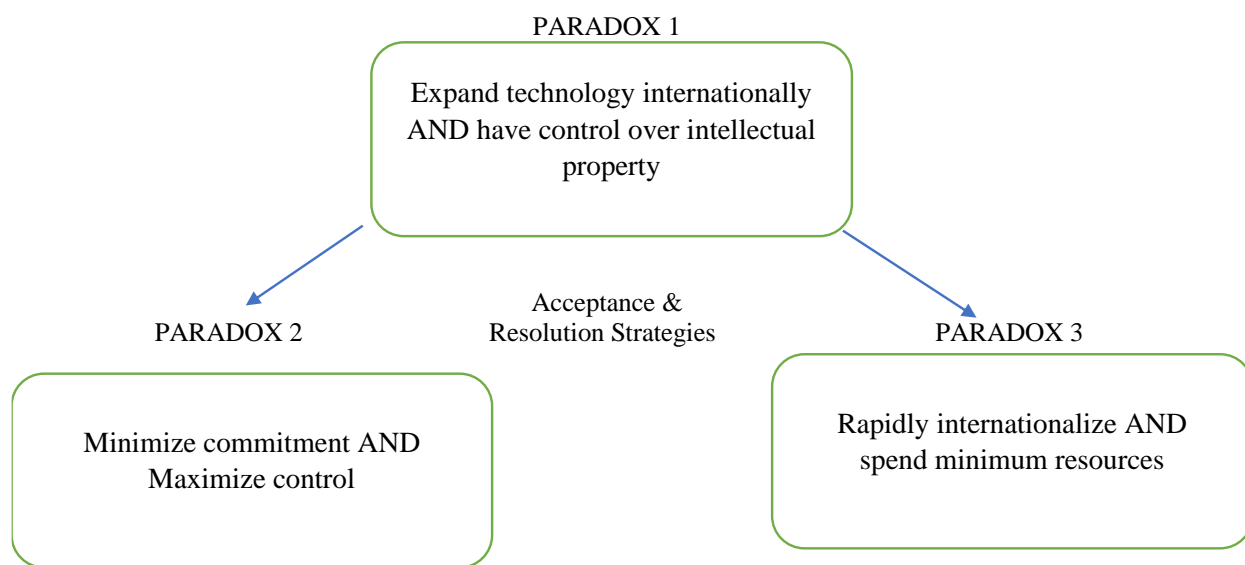 PARADOX 1
Expand technology internationally
AND have control over intellectual
property
Acceptance &
Resolution Strategies
PARADOX 2
Minimize commitment AND
Maximize control
PARADOX 3
Rapidly internationalize AND
spend minimum resources